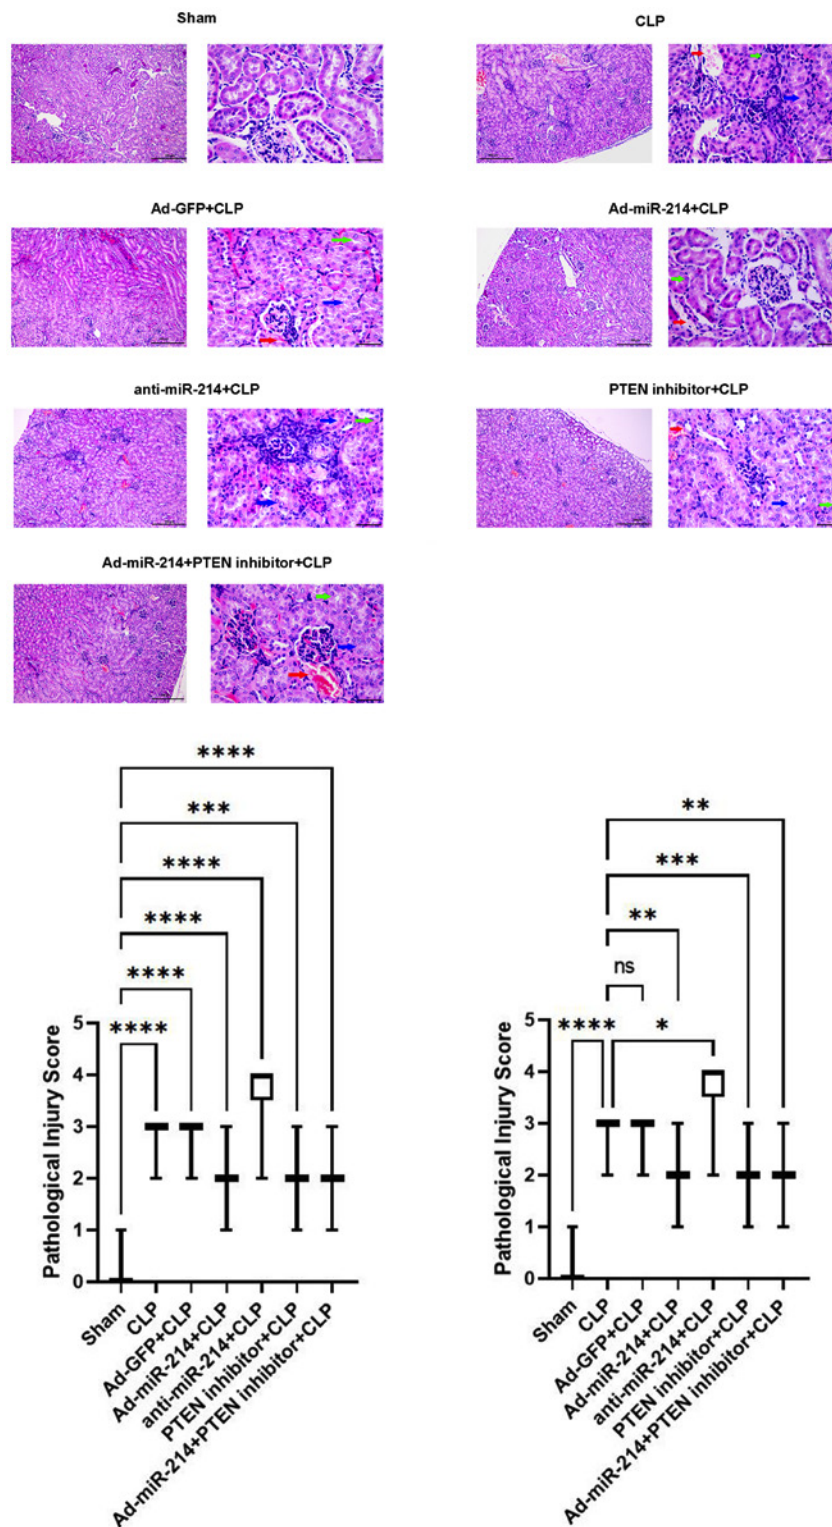 Sham
CLP
Ad-GFP+CLP
Ad-miR-214+CLP
anti-miR-214+CLP
PTEN inhibitor+CLP
Ad-miR-214+PTEN inhibitor+CLP
****
***
****
****
****
****
Pathological Injury Score
5
4
3
2
1
0
Sham
CLP
Ad-GFP+CLP
Ad-miR-214+CLP
anti-miR-214+CLP
PTEN inhibitor+CLP
Ad-miR-214+PTEN inhibitor+CLP
**
***
**
ns
****
*
Pathological Injury Score
5
4
3
2
1
0
Sham
CLP
Ad-GFP+CLP
Ad-miR-214+CLP
anti-miR-214+CLP
PTEN inhibitor+CLP
Ad-miR-214+PTEN inhibitor+CLP